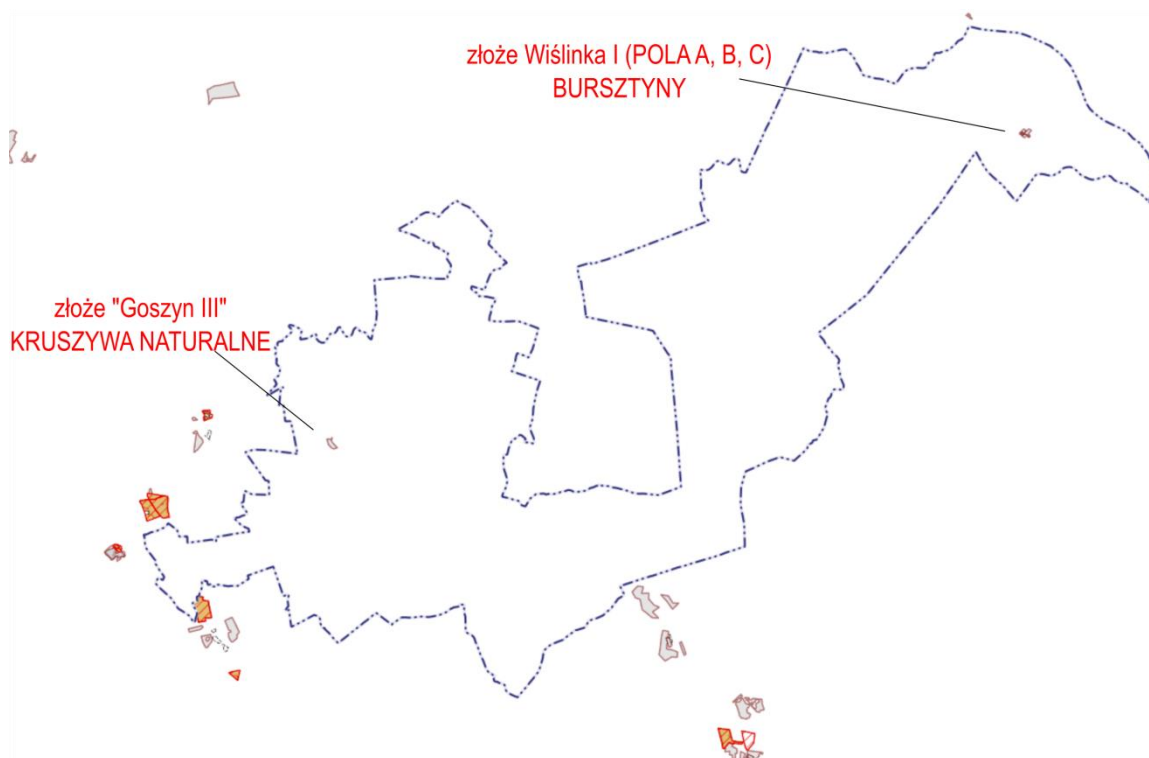 złoże Wiślinka I (POLA A, B, C)
BURSZTYNY
złoże "Goszyn III"
KRUSZYWA NATURALNE